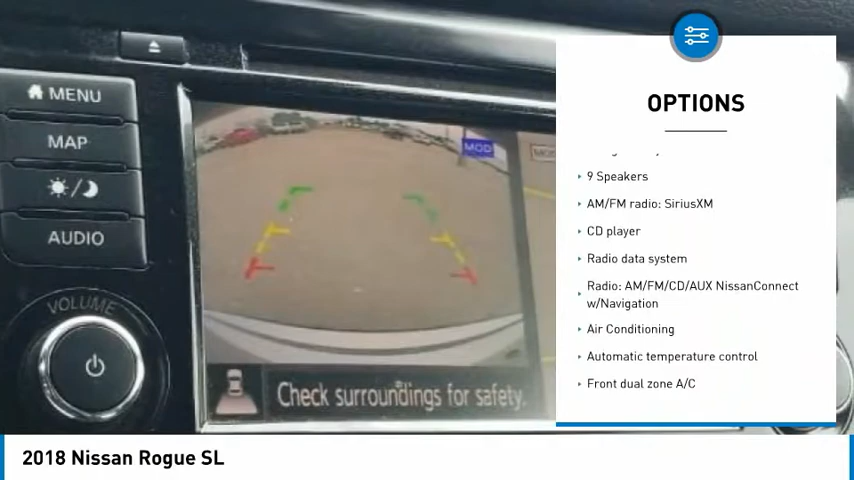 MENU
MAP
AUDIO
VOLUME
MOD
Check surroundings for safety.
OPTIONS
9 Speakers
AM/FM radio: SiriusXM
CD player
Radio data system
Radio: AM/FM/CD/AUX NissanConnect
w/Navigation
Air Conditioning
Automatic temperature control
Front dual zone A/C
2018 Nissan Rogue SL